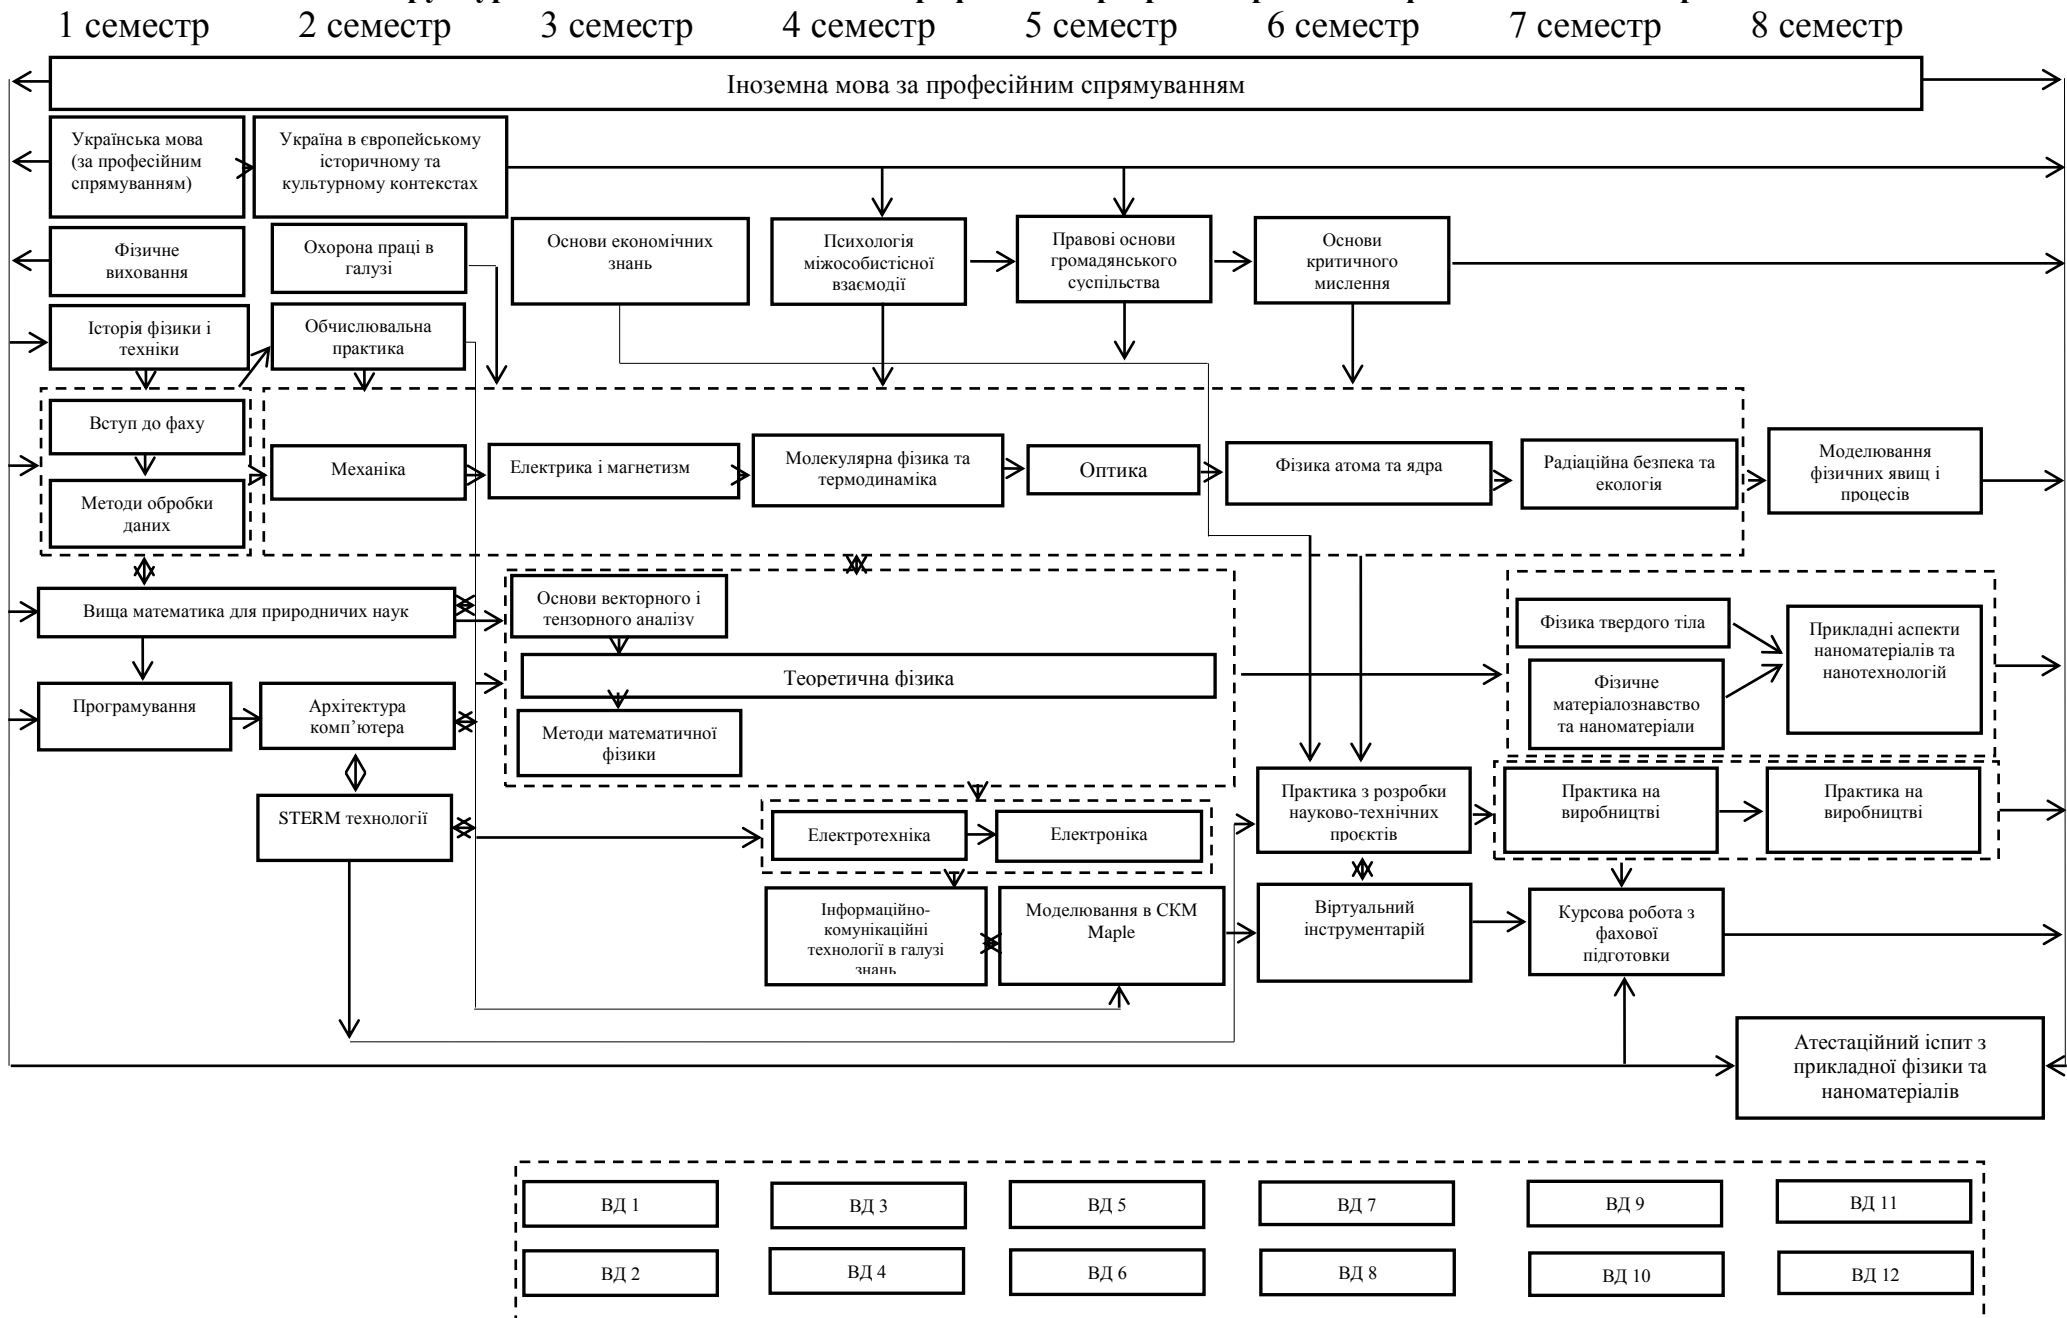 1 семестр
2 семестр
3 семестр
4 семестр
5 семестр
6 семестр
7 семестр
8 семестр
Іноземна мова за професійним спрямуванням
Українська мова
(за професійним
спрямуванням)
Україна в європейському
історичному та
культурному контекстах
Фізичне
виховання
Охорона праці в
галузі
Основи економічних
знань
Психологія
міжособистісної
взаємодії
Правові основи
громадянського
суспільства
Основи
критичного
мислення
Історія фізики і
техніки
Обчислювальна
практика
Вступ до фаху
Методи обробки
даних
Механіка
Електрика і магнетизм
Молекулярна фізика та
термодинаміка
Оптика
Фізика атома та ядра
Радіаційна безпека та
екологія
Моделювання
фізичних явищ і
процесів
Вища математика для природничих наук
Основи векторного і
тензорного аналізу
Теоретична фізика
Методи математичної
фізики
Фізика твердого тіла
Фізичне
матеріалознавство
та наноматеріали
Прикладні аспекти
наноматеріалів та
нанотехнологій
Програмування
Архітектура
комп’ютера
STERM технології
Електротехніка
Електроніка
Практика з розробки
науково-технічних
проєктів
Практика на
виробництві
Практика на
виробництві
Інформаційно-
комунікаційні
технології в галузі
знань
Моделювання в СКМ
Maple
Віртуальний
інструментарій
Курсова робота з
фахової
підготовки
Атестаційний іспит з
прикладної фізики та
наноматеріалів
ВД 1
ВД 3
ВД 5
ВД 7
ВД 9
ВД 11
ВД 2
ВД 4
ВД 6
ВД 8
ВД 10
ВД 12